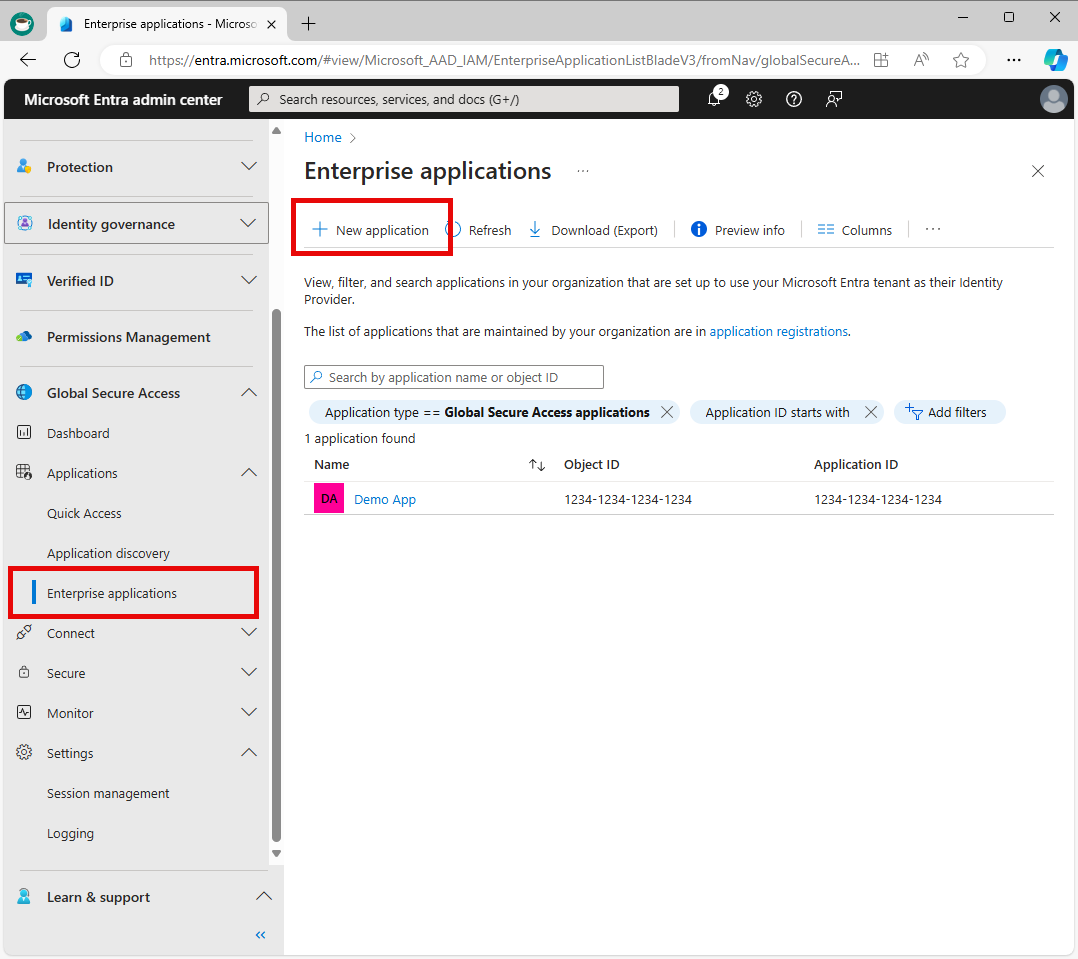 Enterprise applications - Microso
https://entra.microsoft.com/#view/Microsoft_AAD_IAM/EnterpriseApplicationListBladeV3/fromNav/globalSecureA...
Microsoft Entra admin center
Search resources, services, and docs (G+/)
2
Protection
Identity governance
Verified ID
Permissions Management
Global Secure Access
Dashboard
Applications
Quick Access
Application discovery
Enterprise applications
Connect
Secure
Monitor
Settings
Session management
Logging
Learn & support
Home
Enterprise applications
New application Refresh Download (Export) Preview info Columns
View, filter, and search applications in your organization that are set up to use your Microsoft Entra tenant as their Identity
Provider.
The list of applications that are maintained by your organization are in application registrations.
Search by application name or object ID
Application type == Global Secure Access applications Application ID starts with Add filters
1 application found
Name Object ID Application ID
DA Demo App 1234-1234-1234-1234 1234-1234-1234-1234